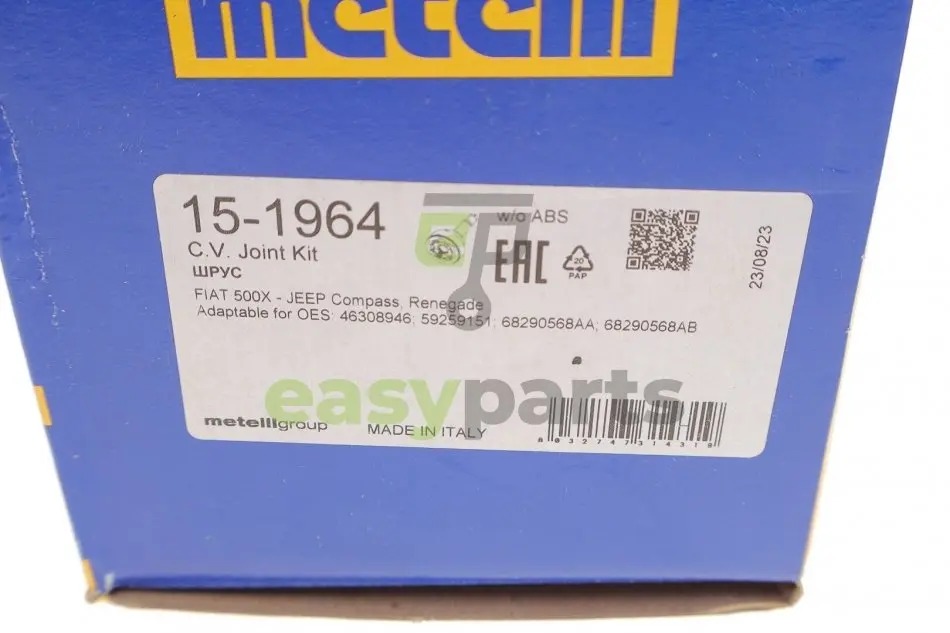 metelli
15-1964
w/o ABS
C.V. Joint Kit
EAC
20
PAP
ШРУС
23/08/23
FIAT 500X - JEEP Compass, Renegade
Adaptable for OES: 46308946; 59259151; 68290568AA; 68290568AB
easyparts
metelligroup
MADE IN ITALY
8032747314319